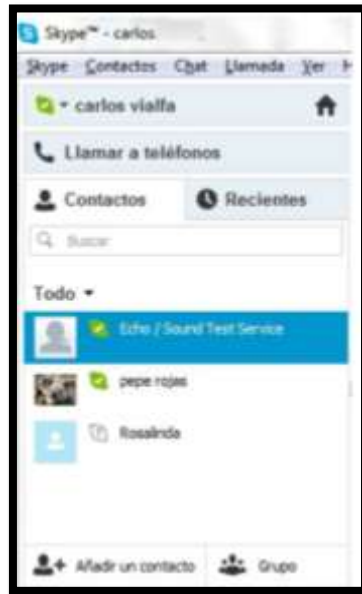 Skype™ - carlos
Skype Contactos Chat Llamada Ver
carlos vialfa
Llamar a teléfonos
Contactos Recientes
Buscar
Todo
Echo / Sound Test Service
pepe rojas
Rosalinda
Añadir un contacto Grupo